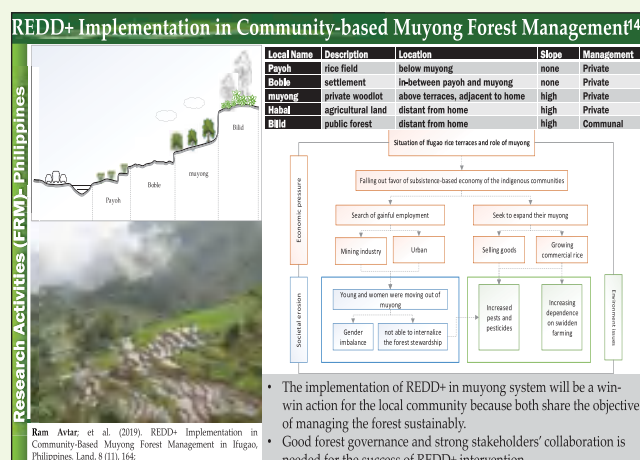 REDD+ Implementation in Community-based Muyong Forest Management
14
Research Activities (FRM)- Philippines
Bilid
muyong
Boble
Payoh
Local Name Description Location Slope Management
Payoh rice field below muyong none Private
Boble settlement in-between payoh and muyong none Private
muyong private woodlot above terraces, adjacent to home high Private
Habal agricultural land distant from home high Private
Bilid public forest distant from home high Communal
Situation of Ifugao rice terraces and role of muyong
Economic pressure
Falling out favor of subsistence-based economy of the indigenous communities
Search of gainful employment
Seek to expand their muyong
Mining industry
Urban
Selling goods
Growing
commercial rice
Societal erosion
Young and women were moving out of
muyong
Gender
imbalance
not able to internalize
the forest stewardship
Increased
pests and
pesticides
Increasing
dependence
on swidden
farming
Environment issues
Ram Avtar; et al. (2019). REDD+ Implementation in
Community-Based Muyong Forest Management in Ifugao,
Philippines. Land, 8 (11), 164;
• The implementation of REDD+ in muyong system will be a win-
win action for the local community because both share the objective
of managing the forest sustainably.
• Good forest governance and strong stakeholders' collaboration is
needed for the success of REDD+ intervention